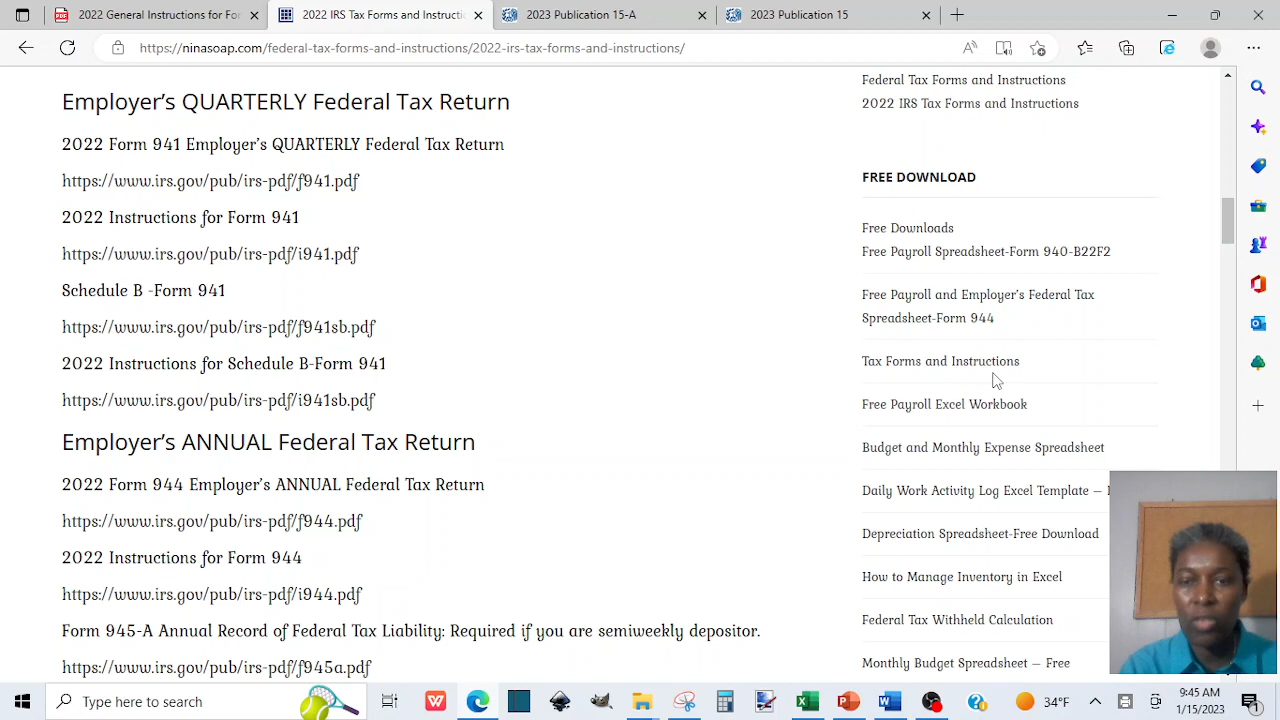 2022 General Instructions for For
2022 IRS Tax Forms and Instructio
2023 Publication 15-A
2023 Publication 15
https://ninasoap.com/federal-tax-forms-and-instructions/2022-irs-tax-forms-and-instructions/
Employer's QUARTERLY Federal Tax Return
2022 Form 941 Employer's QUARTERLY Federal Tax Return
https://www.irs.gov/pub/irs-pdf/f941.pdf
2022 Instructions for Form 941
https://www.irs.gov/pub/irs-pdf/i941.pdf
Schedule B -Form 941
https://www.irs.gov/pub/irs-pdf/f941sb.pdf
2022 Instructions for Schedule B-Form 941
https://www.irs.gov/pub/irs-pdf/i941sb.pdf
Employer's ANNUAL Federal Tax Return
2022 Form 944 Employer's ANNUAL Federal Tax Return
https://www.irs.gov/pub/irs-pdf/f944.pdf
2022 Instructions for Form 944
https://www.irs.gov/pub/irs-pdf/i944.pdf
Form 945-A Annual Record of Federal Tax Liability: Required if you are semiweekly depositor.
https://www.irs.gov/pub/irs-pdf/f945a.pdf
Federal Tax Forms and Instructions
2022 IRS Tax Forms and Instructions
FREE DOWNLOAD
Free Downloads
Free Payroll Spreadsheet-Form 940-B22F2
Free Payroll and Employer's Federal Tax
Spreadsheet-Form 944
Tax Forms and Instructions
Free Payroll Excel Workbook
Budget and Monthly Expense Spreadsheet
Daily Work Activity Log Excel Template –
Depreciation Spreadsheet-Free Download
How to Manage Inventory in Excel
Federal Tax Withheld Calculation
Monthly Budget Spreadsheet – Free
Type here to search
34°F
9:45 AM
1/15/2023